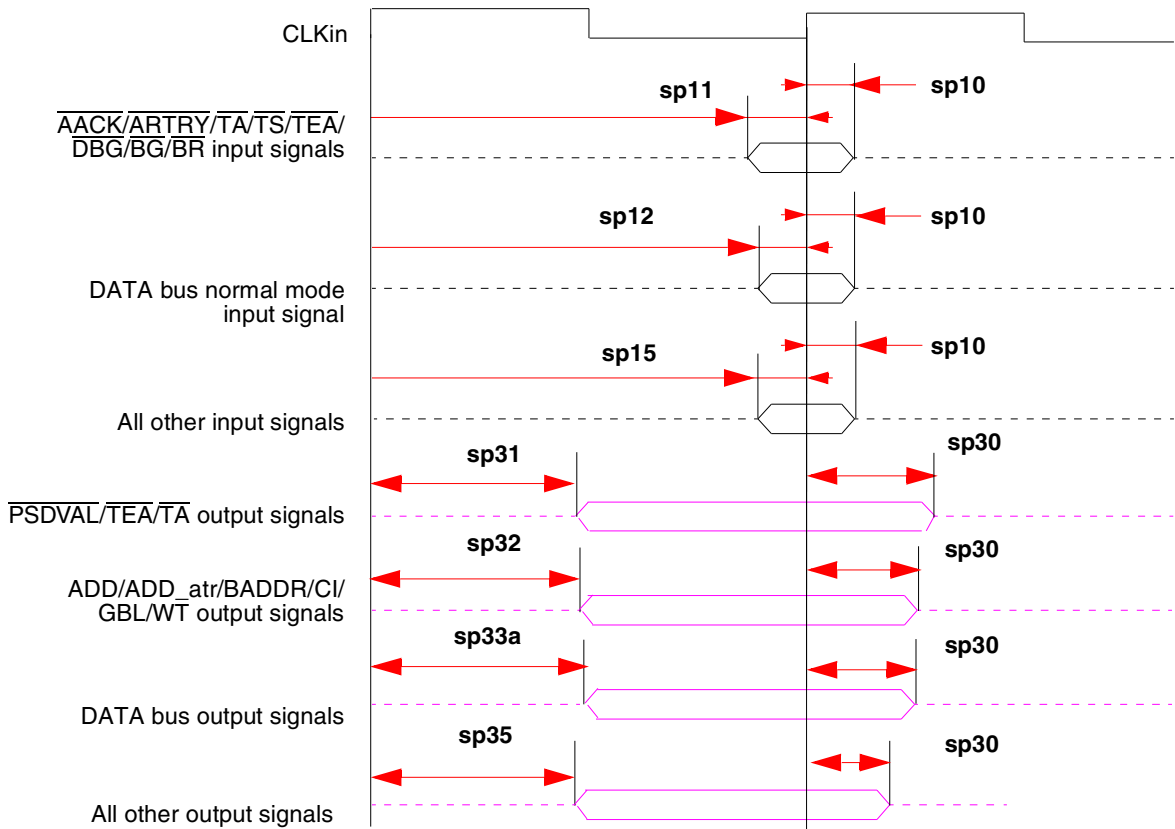 CLKin
sp11
sp10
AACK/ARTRY/TA/TS/TEA/
DBG/BG/BR input signals
sp12
sp10
DATA bus normal mode
input signal
sp15
sp10
All other input signals
sp31
sp30
PSDVAL/TEA/TA output signals
sp32
sp30
ADD/ADD_atr/BADDR/CI/
GBL/WT output signals
sp33a
sp30
DATA bus output signals
sp35
sp30
All other output signals